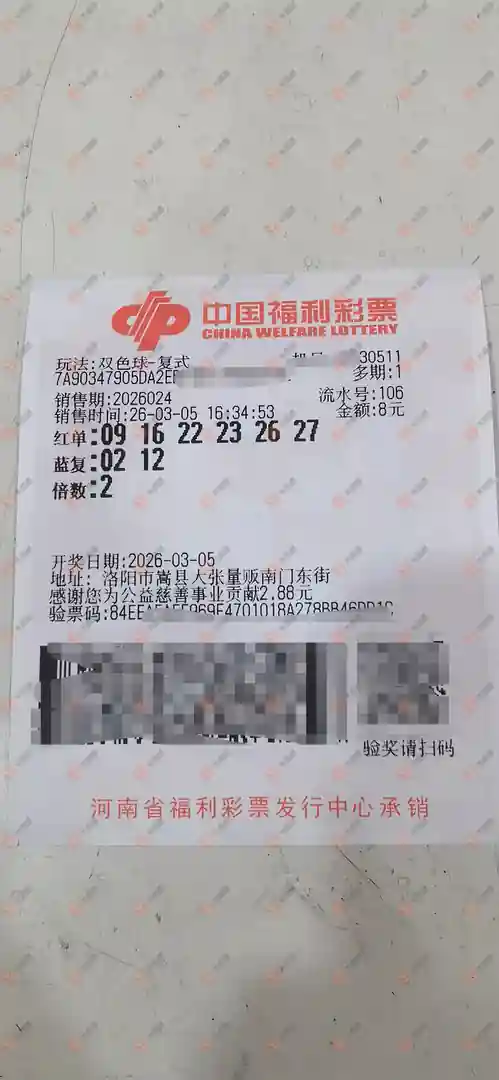 中国福利彩票
CHINA WELFARE LOTTERY
玩法:双色球-复式 30511
7A90347905DA2E 多期:1
销售期:2026024 流水号:106
销售时间:26-03-05 16:34:53 金额:8元
红单:09 16 22 23 26 27
蓝复:02 12
倍数:2
开奖日期:2026-03-05
地址: 洛阳市嵩县大张量贩南门东街
感谢您为公益慈善事业贡献2.88元
验票码:
验奖请扫码
河南省福利彩票发行中心承销